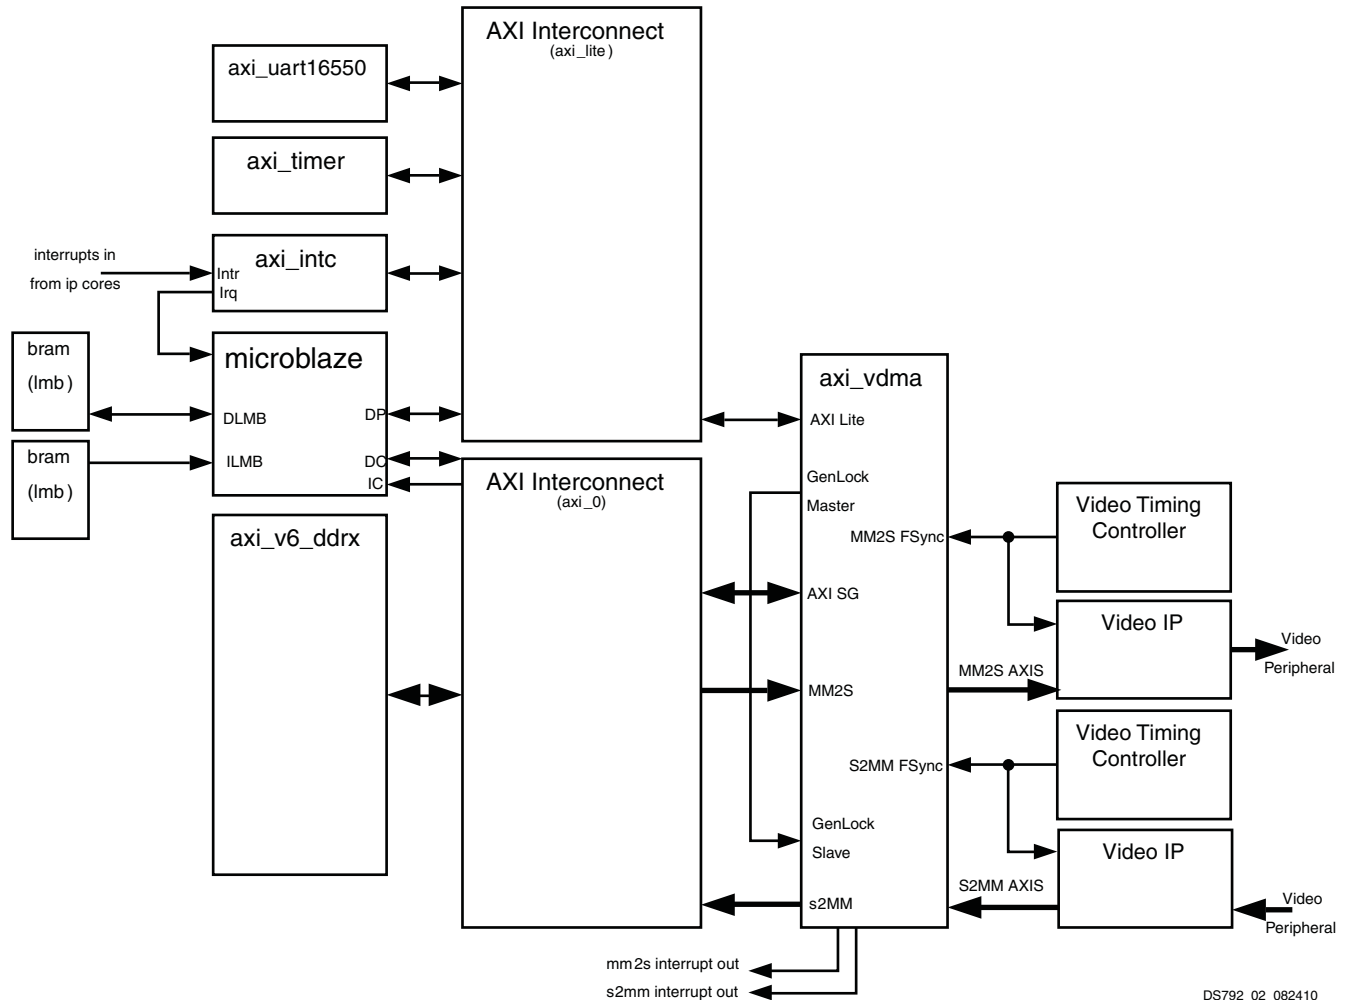 AXI Interconnect
(axi_lite)
axi_uart16550
axi_timer
interrupts in
from ip cores
axi_intc
Intr
Irq
bram
(lmb)
bram
(lmb)
microblaze
DLMB
ILMB
DP
DC
IC
axi_v6_ddrx
AXI Interconnect
(axi_0)
axi_vdma
AXI Lite
GenLock
Master
MM2S FSync
AXI SG
MM2S
S2MM FSync
GenLock
Slave
s2MM
Video Timing
Controller
Video IP
Video
Peripheral
MM2S AXIS
Video Timing
Controller
Video IP
S2MM AXIS
Video
Peripheral
mm2s interrupt out
s2mm interrupt out
DS792_02_082410